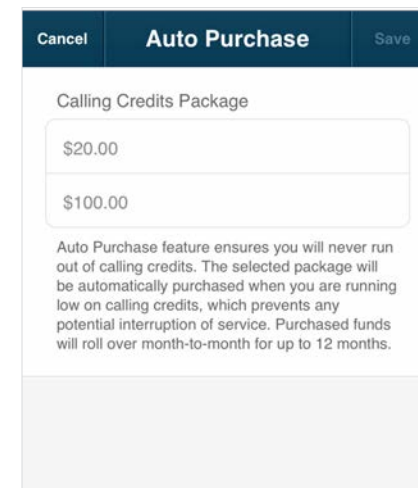 Cancel Auto Purchase Save
Calling Credits Package
$20.00
$100.00
Auto Purchase feature ensures you will never run
out of calling credits. The selected package will
be automatically purchased when you are running
low on calling credits, which prevents any
potential interruption of service. Purchased funds
will roll over month-to-month for up to 12 months.